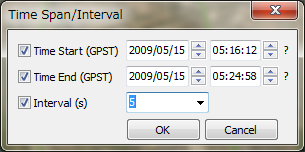 Time Span/Interval
Time Start (GPST) 2009/05/15 05:16:12 ?
Time End (GPST) 2009/05/15 05:24:58 ?
Interval (s) 5
OK Cancel